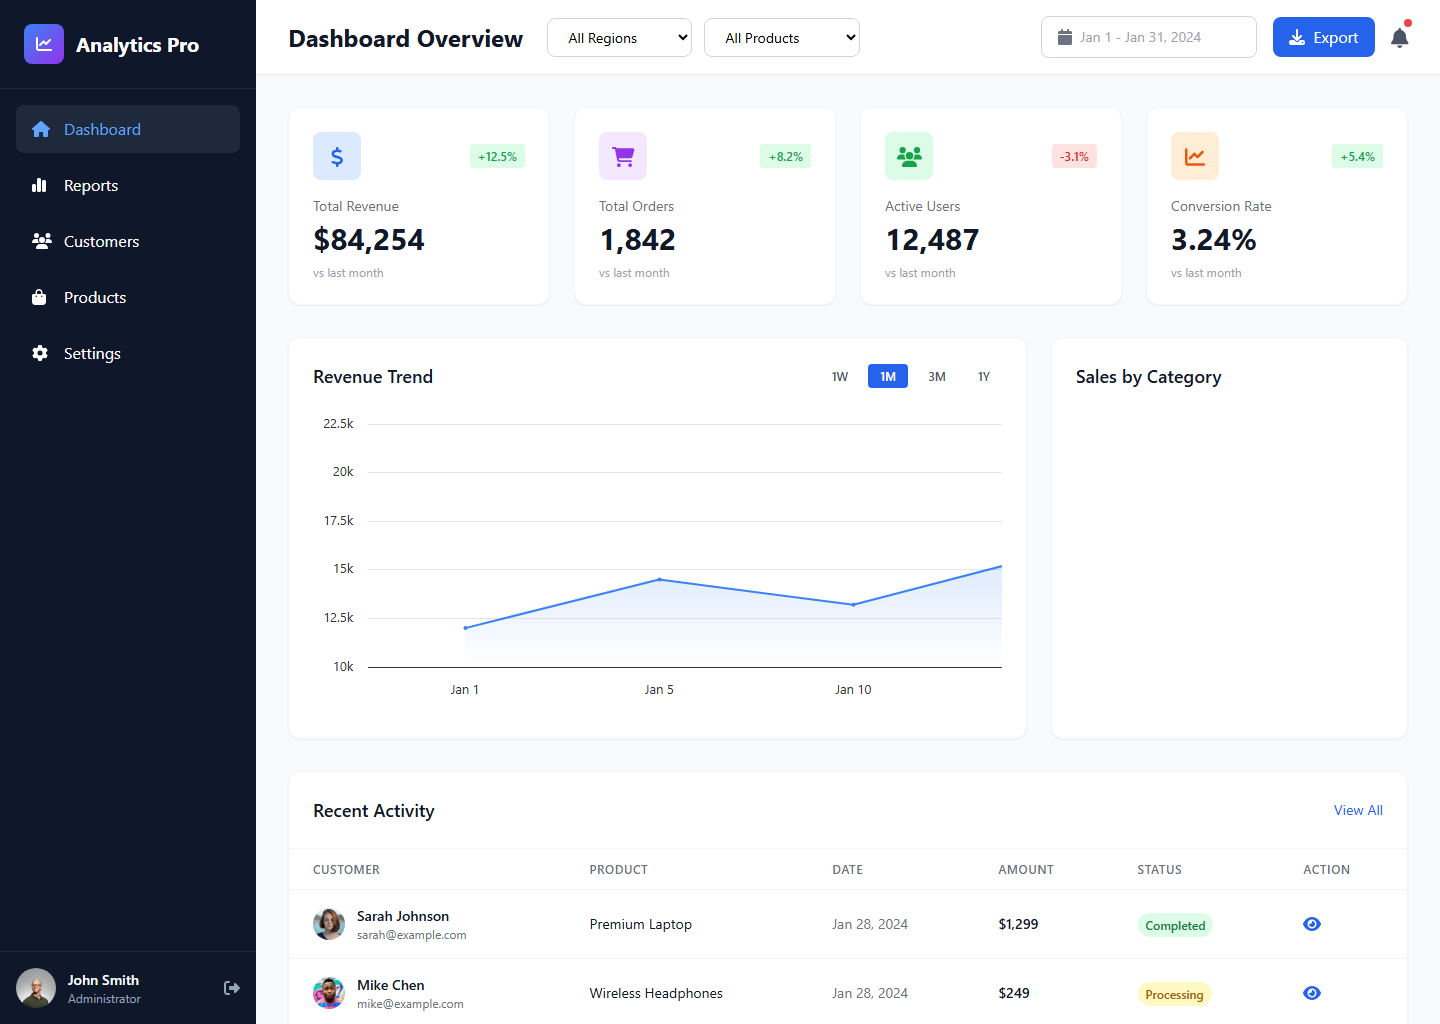 Analytics Pro
Dashboard
Reports
Customers
Products
Settings
John Smith
Administrator
Dashboard Overview
All Regions
All Products
Jan 1 - Jan 31, 2024
Export
+12.5%
Total Revenue
$84,254
vs last month
+8.2%
Total Orders
1,842
vs last month
-3.1%
Active Users
12,487
vs last month
+5.4%
Conversion Rate
3.24%
vs last month
Revenue Trend
1W 1M 3M 1Y
22.5k
20k
17.5k
15k
12.5k
10k
Jan 1 Jan 5 Jan 10
Sales by Category
Recent Activity
View All
CUSTOMER PRODUCT DATE AMOUNT STATUS ACTION
Sarah Johnson
sarah@example.com
Premium Laptop
Jan 28, 2024
$1,299
Completed
Mike Chen
mike@example.com
Wireless Headphones
Jan 28, 2024
$249
Processing